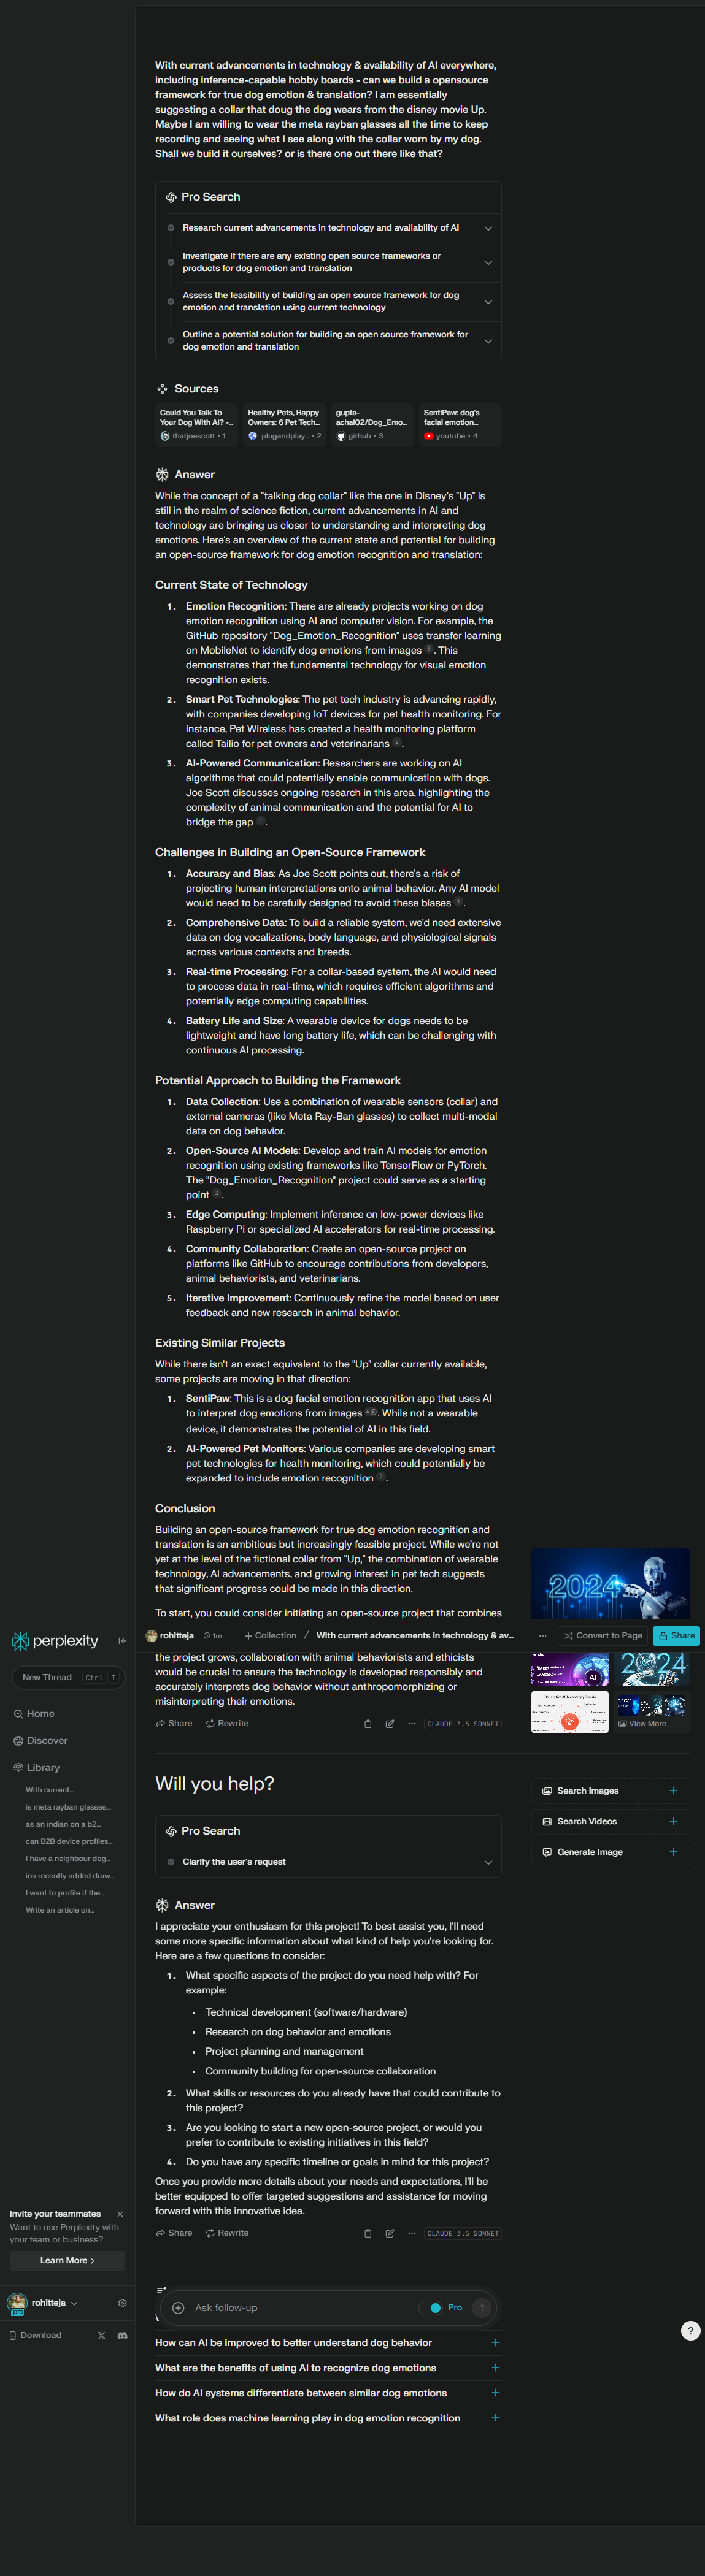 With current advancements in technology & availability of AI everywhere,
including inference-capable hobby boards - can we build a opensource
framework for true dog emotion & translation? I am essentially
suggesting a collar that doug the dog wears from the disney movie Up.
Maybe I am willing to wear the meta rayban glasses all the time to keep
recording and seeing what I see along with the collar worn by my dog.
Shall we build it ourselves? or is there one out there like that?
Pro Search
Research current advancements in technology and availability of AI
Investigate if there are any existing open source frameworks or
products for dog emotion and translation
Assess the feasibility of building an open source framework for dog
emotion and translation using current technology
Outline a potential solution for building an open source framework for
dog emotion and translation
Sources
Could You Talk To
Your Dog With AI? -...
thatjoescott • 1
Healthy Pets, Happy
Owners: 6 Pet Tech...
plugandplay... • 2
gupta-
achal02/Dog_Emo...
github • 3
SentiPaw: dog's
facial emotion...
youtube • 4
Answer
While the concept of a "talking dog collar" like the one in Disney's "Up" is
still in the realm of science fiction, current advancements in AI and
technology are bringing us closer to understanding and interpreting dog
emotions. Here's an overview of the current state and potential for building
an open-source framework for dog emotion recognition and translation:
Current State of Technology
1. Emotion Recognition: There are already projects working on dog
emotion recognition using AI and computer vision. For example, the
GitHub repository "Dog_Emotion_Recognition" uses transfer learning
on MobileNet to identify dog emotions from images 3. This
demonstrates that the fundamental technology for visual emotion
recognition exists.
2. Smart Pet Technologies: The pet tech industry is advancing rapidly,
with companies developing IoT devices for pet health monitoring. For
instance, Pet Wireless has created a health monitoring platform
called Tailio for pet owners and veterinarians 2.
3. AI-Powered Communication: Researchers are working on AI
algorithms that could potentially enable communication with dogs.
Joe Scott discusses ongoing research in this area, highlighting the
complexity of animal communication and the potential for AI to
bridge the gap 1.
Challenges in Building an Open-Source Framework
1. Accuracy and Bias: As Joe Scott points out, there's a risk of
projecting human interpretations onto animal behavior. Any AI model
would need to be carefully designed to avoid these biases 1.
2. Comprehensive Data: To build a reliable system, we'd need extensive
data on dog vocalizations, body language, and physiological signals
across various contexts and breeds.
3. Real-time Processing: For a collar-based system, the AI would need
to process data in real-time, which requires efficient algorithms and
potentially edge computing capabilities.
4. Battery Life and Size: A wearable device for dogs needs to be
lightweight and have long battery life, which can be challenging with
continuous AI processing.
Potential Approach to Building the Framework
1. Data Collection: Use a combination of wearable sensors (collar) and
external cameras (like Meta Ray-Ban glasses) to collect multi-modal
data on dog behavior.
2. Open-Source AI Models: Develop and train AI models for emotion
recognition using existing frameworks like TensorFlow or PyTorch.
The "Dog_Emotion_Recognition" project could serve as a starting
point 3.
3. Edge Computing: Implement inference on low-power devices like
Raspberry Pi or specialized AI accelerators for real-time processing.
4. Community Collaboration: Create an open-source project on
platforms like GitHub to encourage contributions from developers,
animal behaviorists, and veterinarians.
5. Iterative Improvement: Continuously refine the model based on user
feedback and new research in animal behavior.
Existing Similar Projects
While there isn't an exact equivalent to the "Up" collar currently available,
some projects are moving in that direction:
1. SentiPaw: This is a dog facial emotion recognition app that uses AI
to interpret dog emotions from images 4. While not a wearable
device, it demonstrates the potential of AI in this field.
2. AI-Powered Pet Monitors: Various companies are developing smart
pet technologies for health monitoring, which could potentially be
expanded to include emotion recognition 2.
Conclusion
Building an open-source framework for true dog emotion recognition and
translation is an ambitious but increasingly feasible project. While we're not
yet at the level of the fictional collar from "Up," the combination of wearable
technology, AI advancements, and growing interest in pet tech suggests
that significant progress could be made in this direction.
To start, you could consider initiating an open-source project that combines
2024
perplexity
rohitteja
1m
Collection / With current advancements in technology & av...
Convert to Page
Share
the project grows, collaboration with animal behaviorists and ethicists
would be crucial to ensure the technology is developed responsibly and
accurately interprets dog behavior without anthropomorphizing or
misinterpreting their emotions.
AI
2024
View More
Share
Rewrite
CLAUDE 3.5 SONNET
New Thread
Ctrl I
Home
Discover
Library
With current...
is meta rayban glasses...
as an indian on a b2...
can B2B device profiles...
I have a neighbour dog...
ios recently added draw...
I want to profile if the...
Write an article on...
Will you help?
Search Images
Search Videos
Generate Image
Pro Search
Clarify the user's request
Answer
I appreciate your enthusiasm for this project! To best assist you, I'll need
some more specific information about what kind of help you're looking for.
Here are a few questions to consider:
1. What specific aspects of the project do you need help with? For
example:
• Technical development (software/hardware)
• Research on dog behavior and emotions
• Project planning and management
• Community building for open-source collaboration
2. What skills or resources do you already have that could contribute to
this project?
3. Are you looking to start a new open-source project, or would you
prefer to contribute to existing initiatives in this field?
4. Do you have any specific timeline or goals in mind for this project?
Once you provide more details about your needs and expectations, I'll be
better equipped to offer targeted suggestions and assistance for moving
forward with this innovative idea.
Share
Rewrite
CLAUDE 3.5 SONNET
Invite your teammates
Want to use Perplexity with
your team or business?
Learn More
rohitteja
pro
Download
Ask follow-up
Pro
?
How can AI be improved to better understand dog behavior
What are the benefits of using AI to recognize dog emotions
How do AI systems differentiate between similar dog emotions
What role does machine learning play in dog emotion recognition